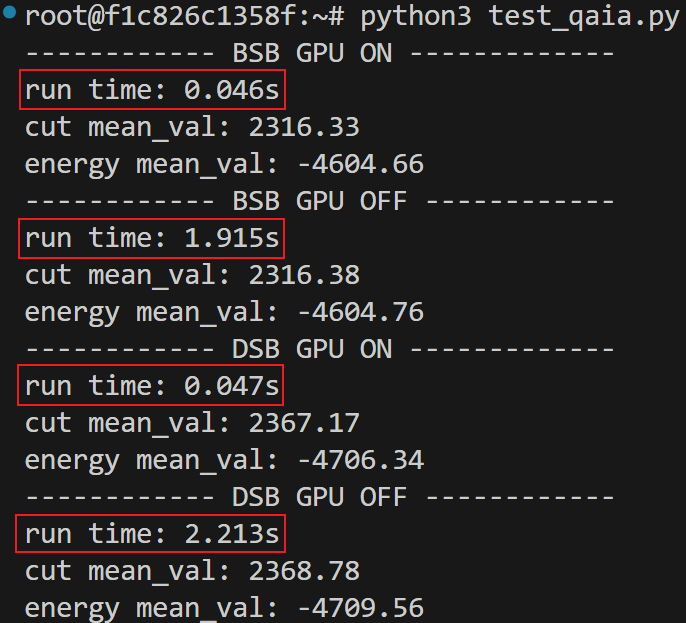 root@f1c826c1358f:~# python3 test_qaia.py
------------ BSB GPU ON -------------
run time: 0.046s
cut mean_val: 2316.33
energy mean_val: -4604.66
------------ BSB GPU OFF ------------
run time: 1.915s
cut mean_val: 2316.38
energy mean_val: -4604.76
------------ DSB GPU ON -------------
run time: 0.047s
cut mean_val: 2367.17
energy mean_val: -4706.34
------------ DSB GPU OFF ------------
run time: 2.213s
cut mean_val: 2368.78
energy mean_val: -4709.56